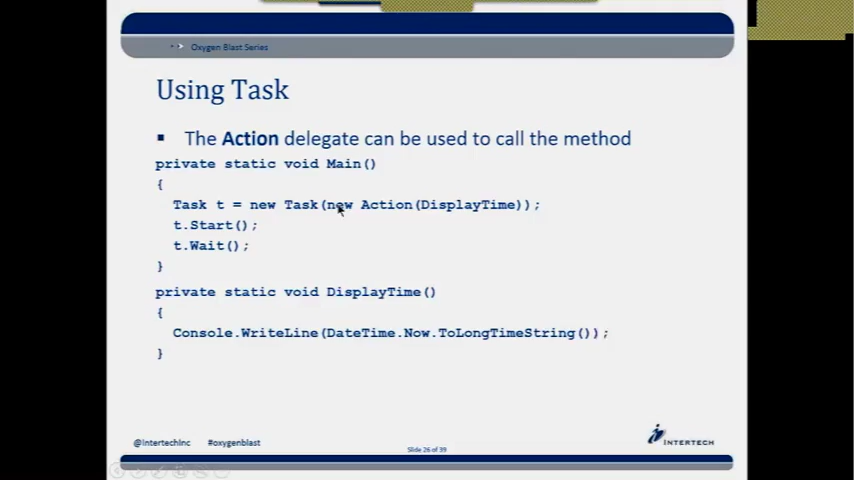 Oxygen Blast Series
Using Task
The Action delegate can be used to call the method
private static void Main()
{
Task t = new Task(new Action(DisplayTime));
t.Start();
t.Wait();
}
private static void DisplayTime()
{
Console.WriteLine(DateTime.Now.ToLongTimeString());
}
@IntertechInc #oxygenblast
Slide 26 of 39
INTERTECH